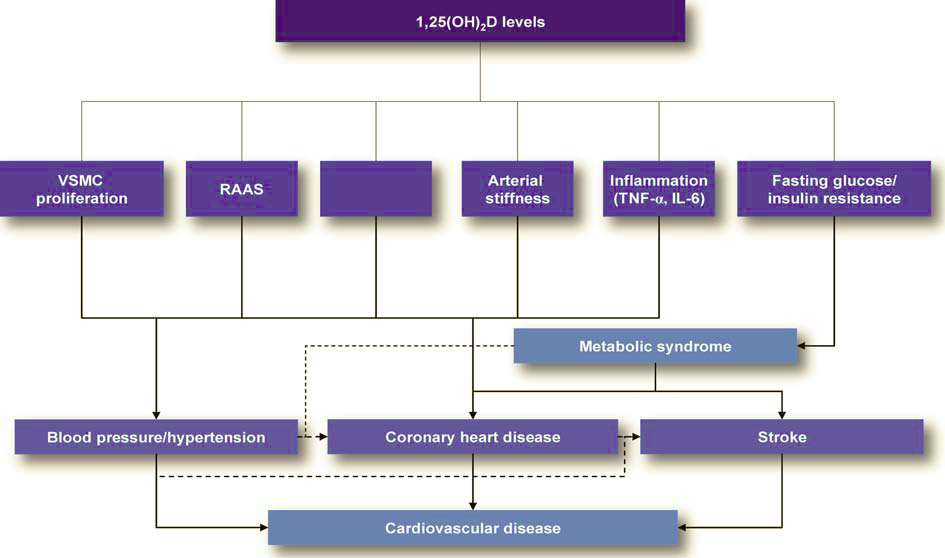 1,25(OH)₂D levels
VSMC
proliferation
RAAS
Arterial
stiffness
Inflammation
(TNF-α, IL-6)
Fasting glucose/
insulin resistance
Metabolic syndrome
Blood pressure/hypertension
Coronary heart disease
Stroke
Cardiovascular disease